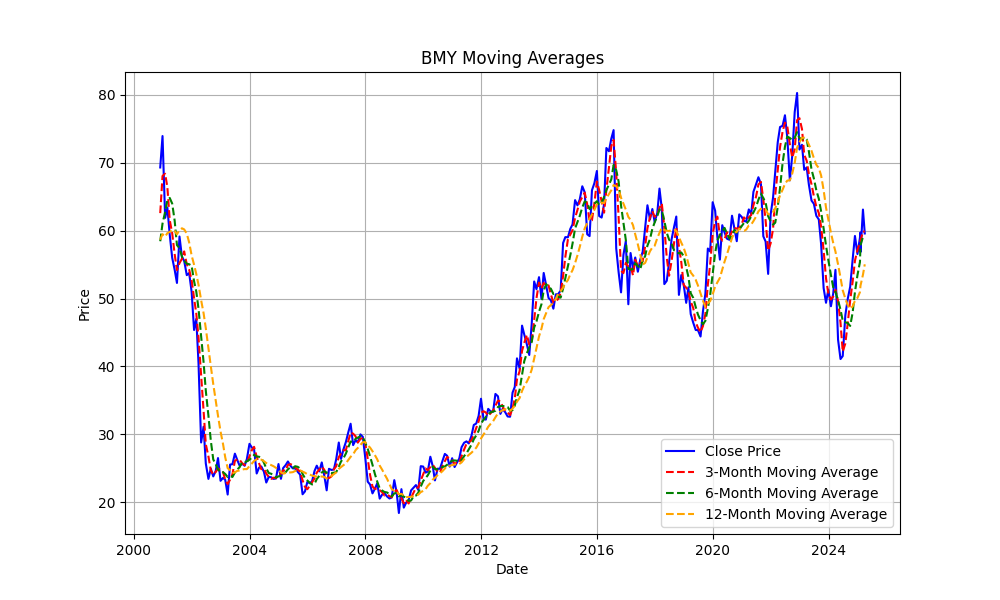 BMY Moving Averages
Price
80
70
60
50
40
30
20
2000
2004
2008
2012
2016
2020
2024
Date
Close Price
3-Month Moving Average
6-Month Moving Average
12-Month Moving Average